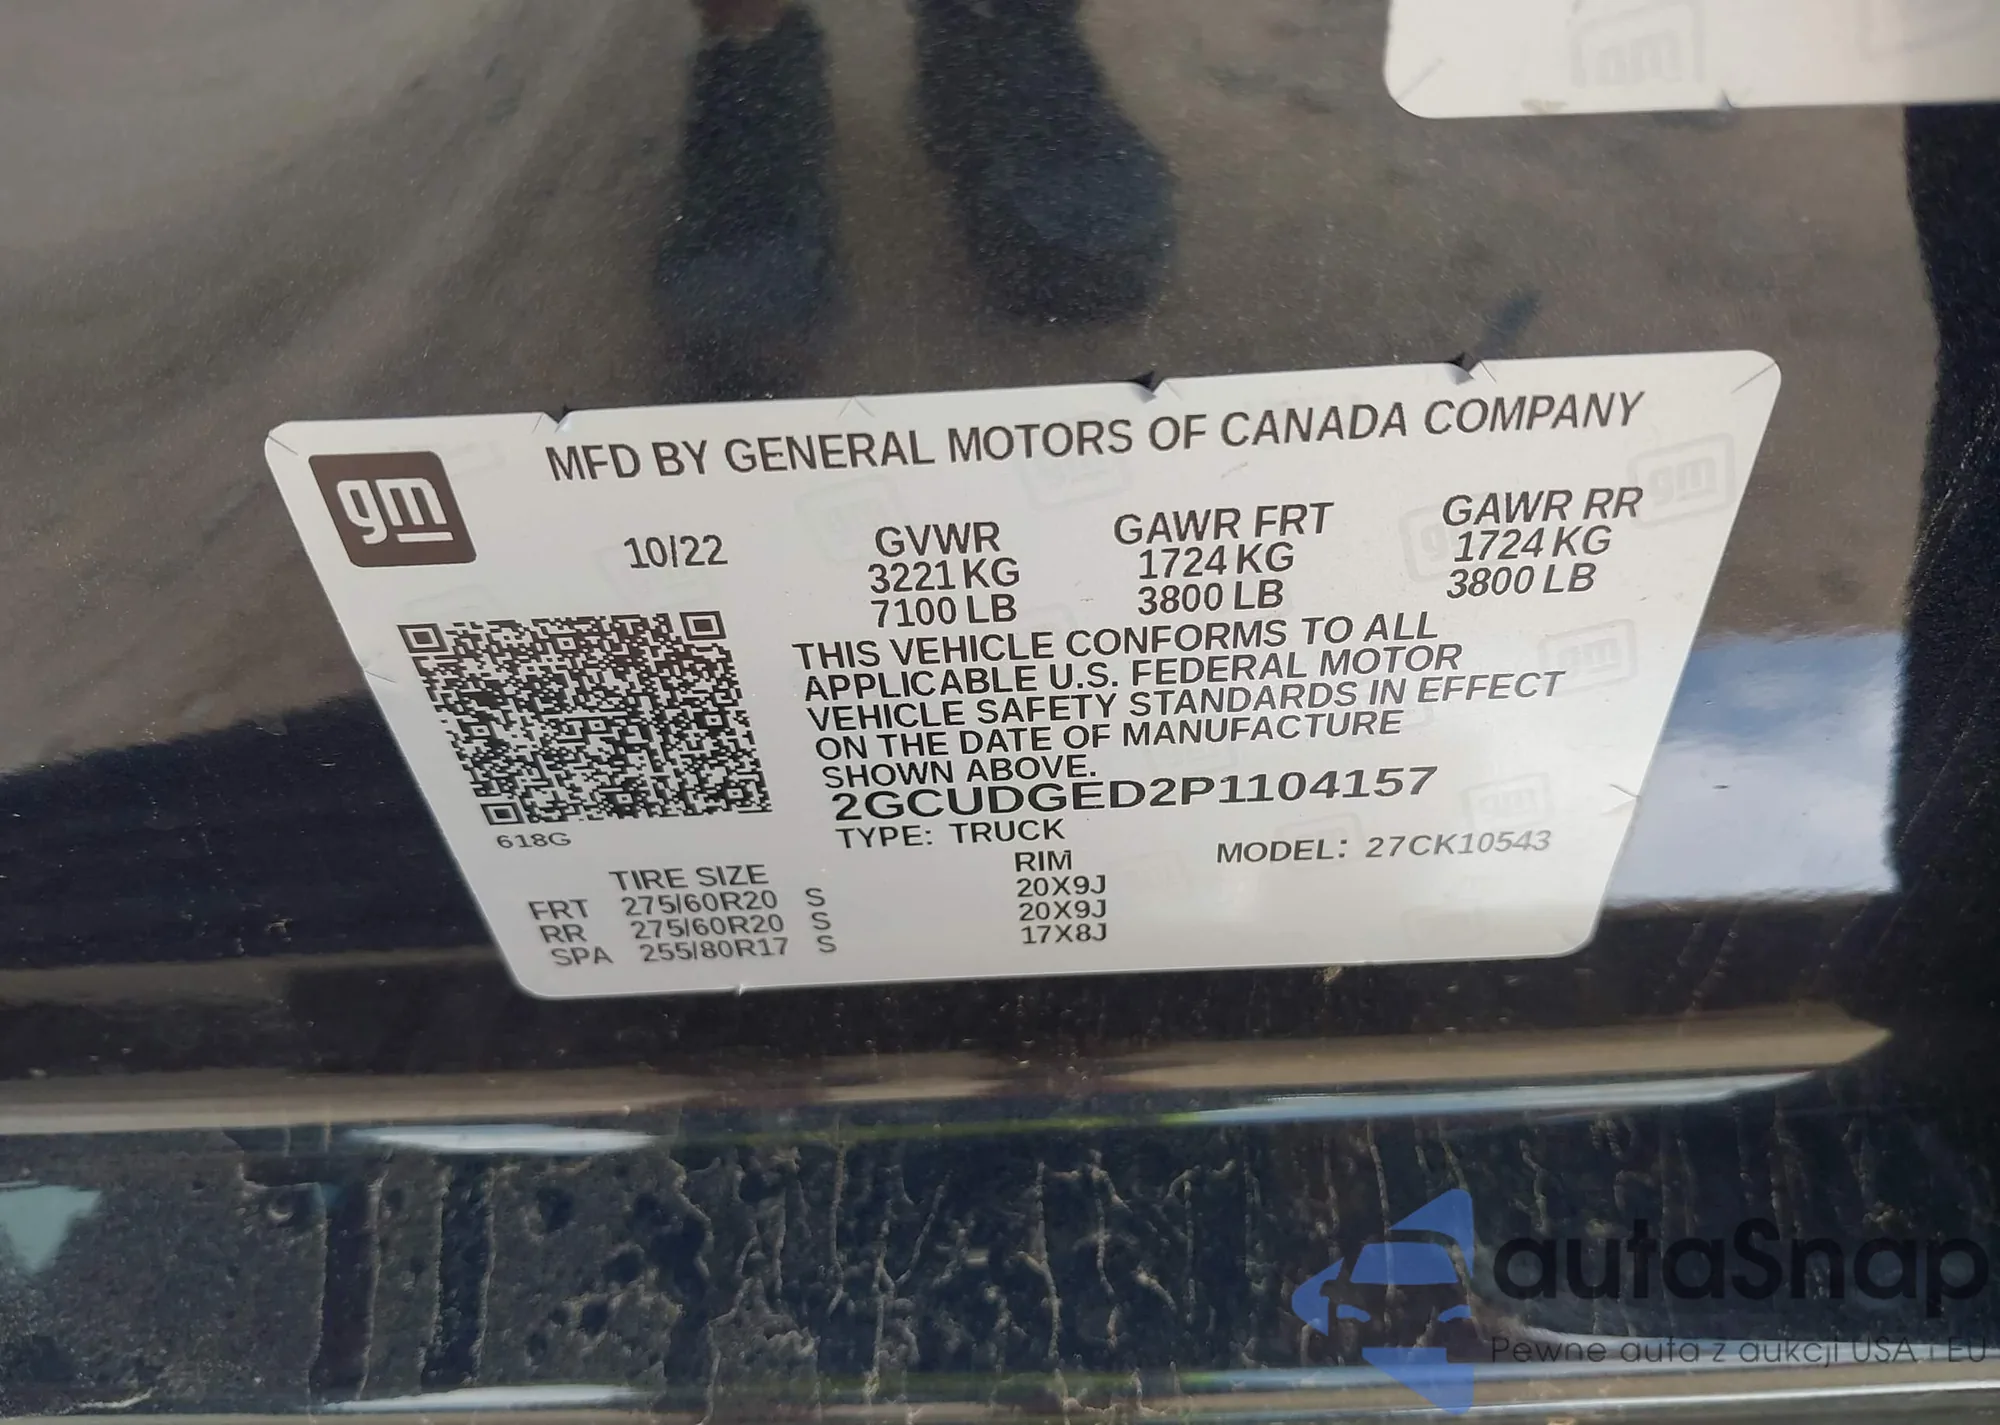 gm
MFD BY GENERAL MOTORS OF CANADA COMPANY
10/22
GVWR GAWR FRT GAWR RR
3221 KG 1724 KG 1724 KG
7100 LB 3800 LB 3800 LB
THIS VEHICLE CONFORMS TO ALL
APPLICABLE U.S. FEDERAL MOTOR
VEHICLE SAFETY STANDARDS IN EFFECT
ON THE DATE OF MANUFACTURE
SHOWN ABOVE.
2GCUDGED2P1104157
618G
TYPE: TRUCK MODEL: 27CK10543
TIRE SIZE RIM
FRT 275/60R20 S 20X9J
RR 275/60R20 S 20X9J
SPA 255/80R17 S 17X8J
autaSnap
Pewne auta z aukcji USA i EU